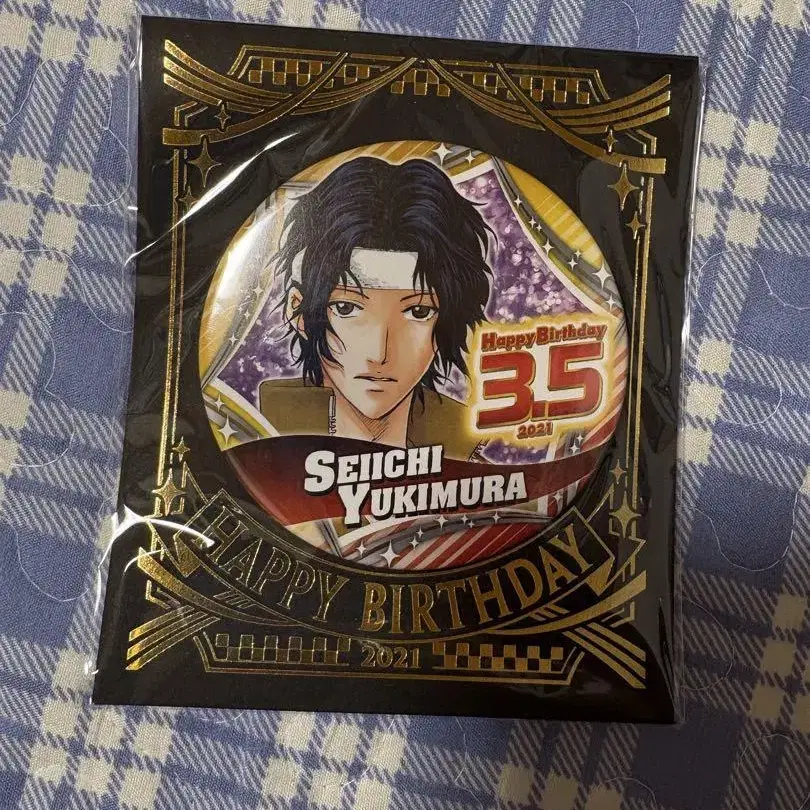 Happy Birthday
3.5
2021
SEIICHI
YUKIMURA
HAPPY BIRTHDAY
2021